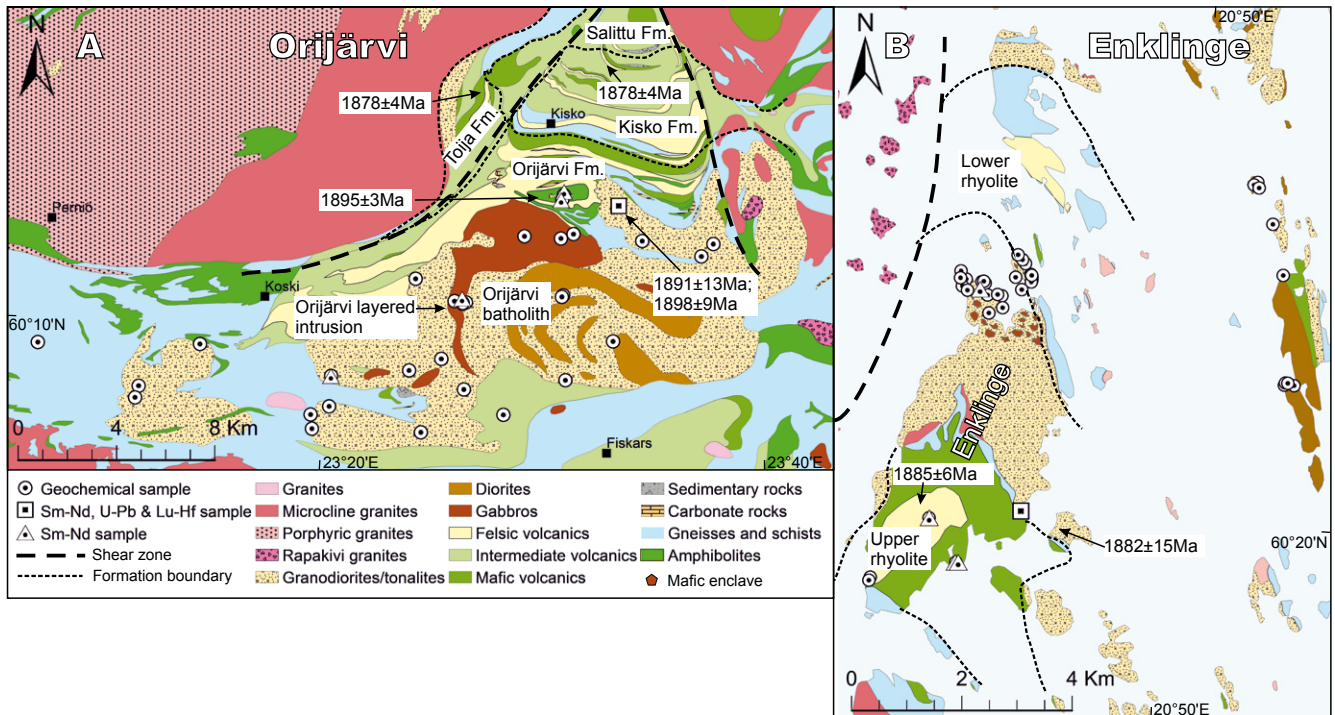 N
A
Orijärvi
Salittu Fm.
1878±4Ma
1878±4Ma
Toija Fm.
Kisko
Kisko Fm.
Orijärvi Fm.
1895±3Ma
Perniö
1891±13Ma;
1898±9Ma
Koski
Orijärvi layered
intrusion
Orijärvi
batholith
60°10'N
0 4 8 Km
Fiskars
23°20'E
23°40'E
Geochemical sample
Sm-Nd, U-Pb & Lu-Hf sample
Sm-Nd sample
Shear zone
Formation boundary
Granites
Microcline granites
Porphyric granites
Rapakivi granites
Granodiorites/tonalites
Diorites
Gabbros
Felsic volcanics
Intermediate volcanics
Mafic volcanics
Sedimentary rocks
Carbonate rocks
Gneisses and schists
Amphibolites
Mafic enclave
N
B
Enklinge
20°50'E
Lower
rhyolite
Enklinge
1885±6Ma
Upper
rhyolite
1882±15Ma
60°20'N
0 2 4 Km
20°50'E